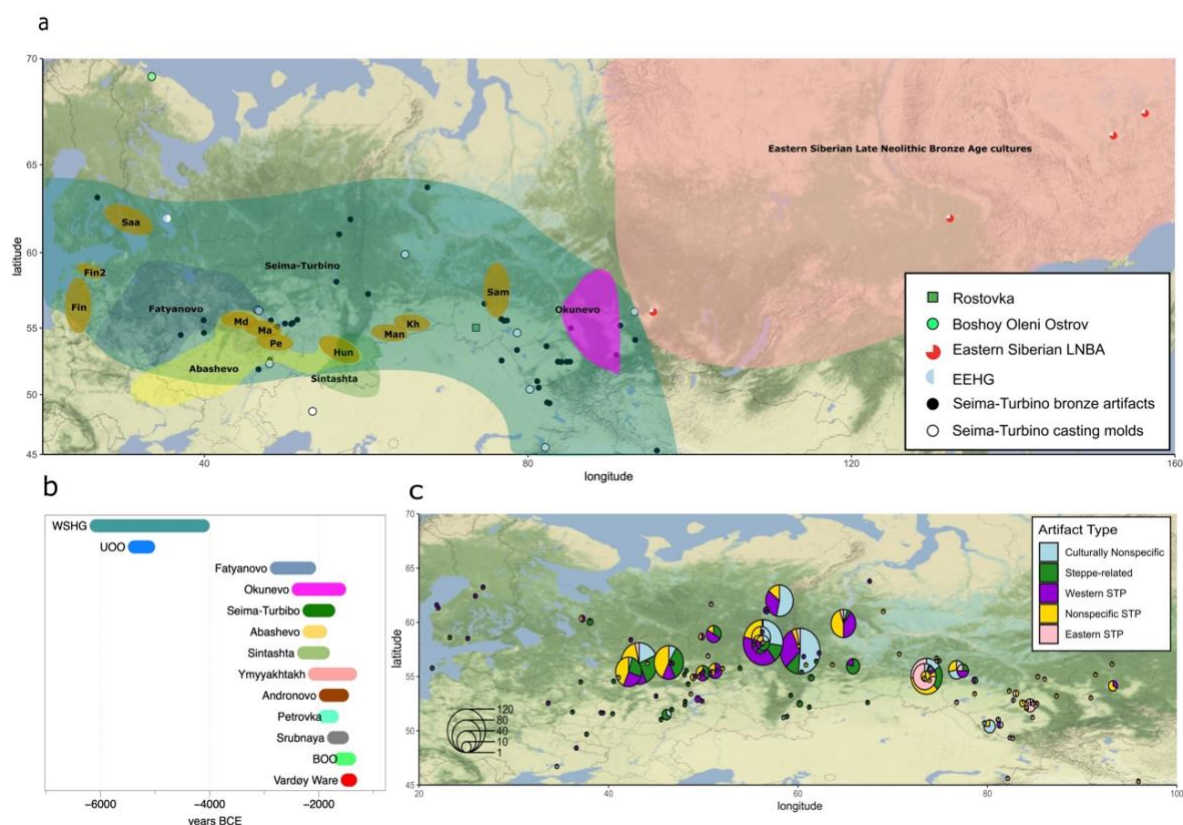 a
70
65
60
55
50
45
latitude
40
80
120
160
longitude
Eastern Siberian Late Neolithic Bronze Age cultures
Saa
Fin2
Seima-Turbino
Sam
Fin
Fatyanovo
Okunevo
Md
Ma
Kh
Man
Pe
Hun
Abashevo
Sintashta
Rostovka
Boshoy Oleni Ostrov
Eastern Siberian LNBA
EEHG
Seima-Turbino bronze artifacts
Seima-Turbino casting molds
b
WSHG
UOO
Fatyanovo
Okunevo
Seima-Turbibo
Abashevo
Sintashta
Ymyyakhtakh
Andronovo
Petrovka
Srubnaya
BOO
Vardøy Ware
−6000
−4000
−2000
years BCE
c
70
65
60
55
50
45
latitude
20
40
60
80
100
longitude
120
80
40
10
1
Artifact Type
Culturally Nonspecific
Steppe-related
Western STP
Nonspecific STP
Eastern STP